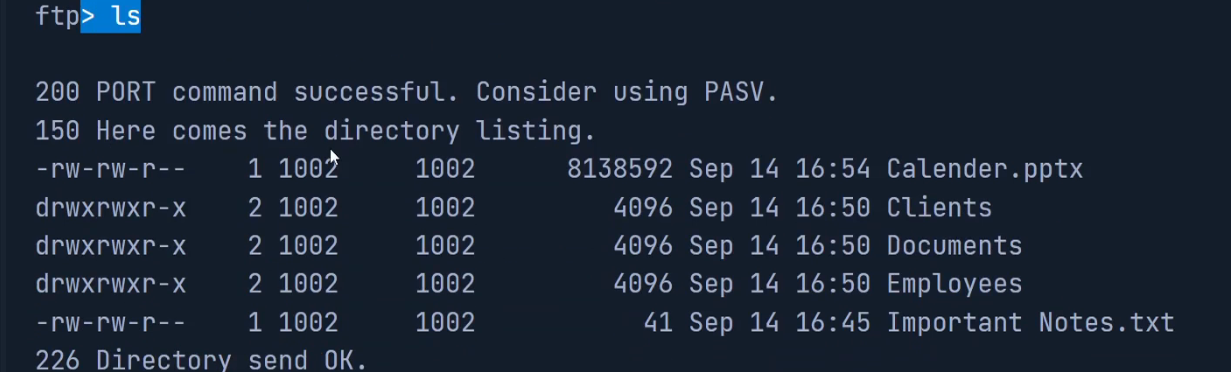 ftp> ls
200 PORT command successful. Consider using PASV.
150 Here comes the directory listing.
-rw-rw-r-- 1 1002 1002 8138592 Sep 14 16:54 Calender.pptx
drwxrwxr-x 2 1002 1002 4096 Sep 14 16:50 Clients
drwxrwxr-x 2 1002 1002 4096 Sep 14 16:50 Documents
drwxrwxr-x 2 1002 1002 4096 Sep 14 16:50 Employees
-rw-rw-r-- 1 1002 1002 41 Sep 14 16:45 Important Notes.txt
226 Directory send OK.